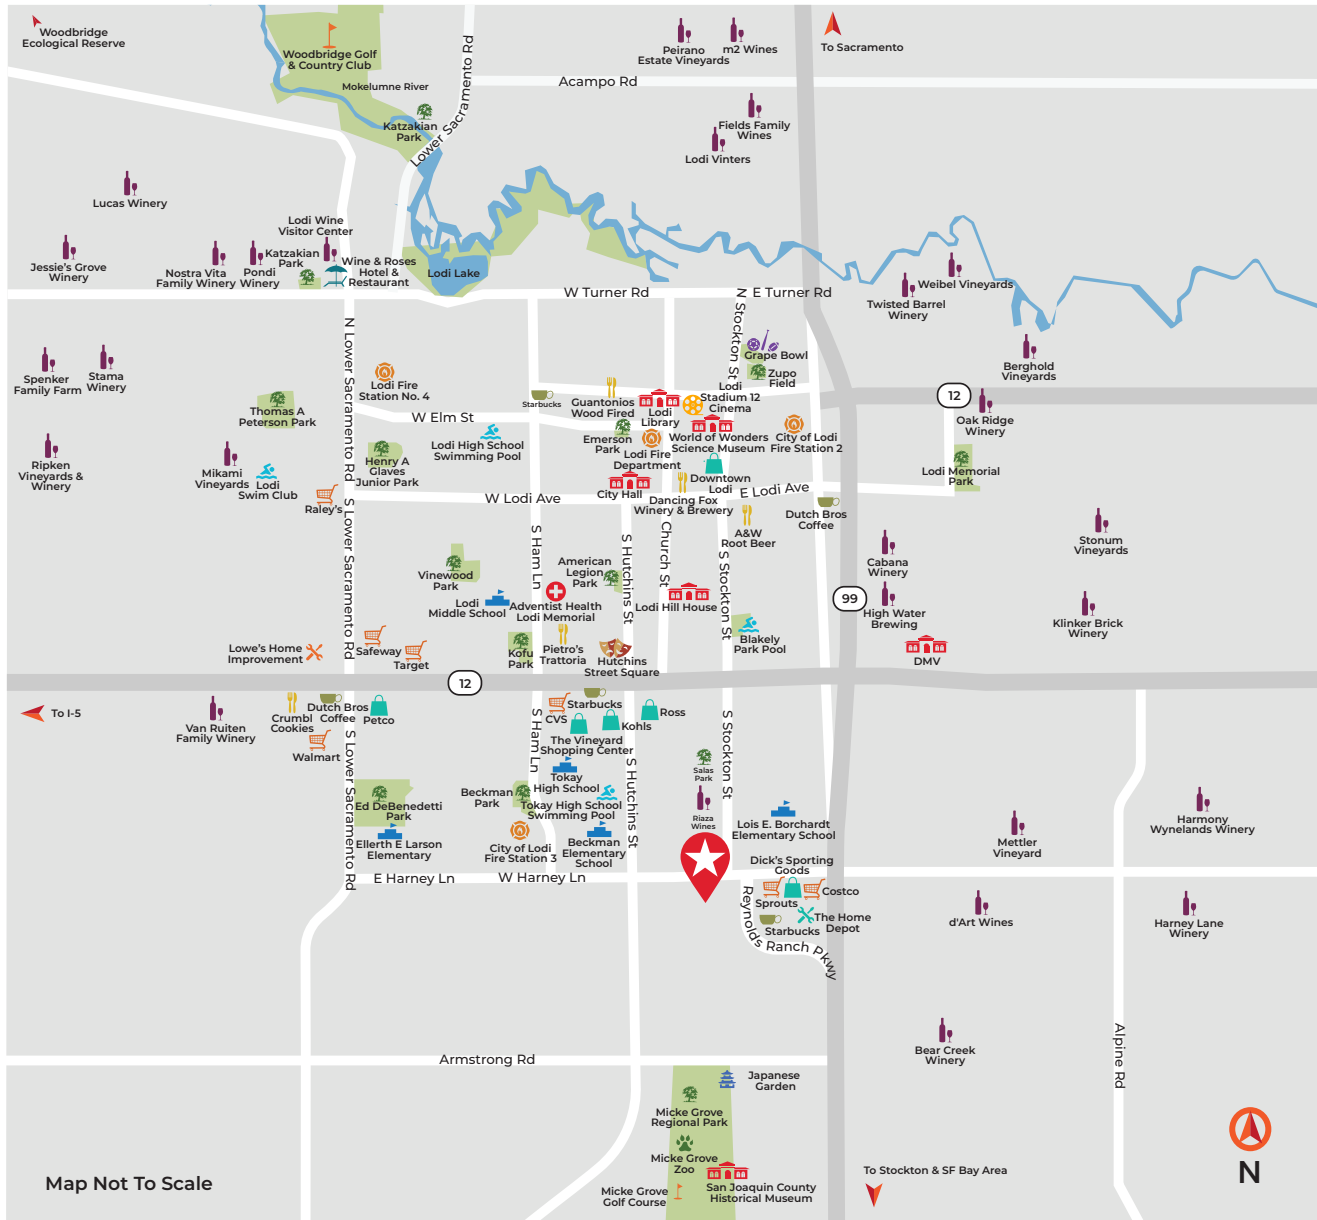 Woodbridge
Ecological Reserve
Woodbridge Golf
& Country Club
Mokelumne River
Katzakian
Park
Lower Sacramento Rd
Peirano
Estate Vineyards
m2 Wines
To Sacramento
Acampo Rd
Fields Family
Wines
Lodi Vinters
Lucas Winery
Lodi Wine
Visitor Center
Jessie's Grove
Winery
Nostra Vita
Family Winery
Pondi
Winery
Katzakian
Park
Wine & Roses
Hotel &
Restaurant
Lodi Lake
W Turner Rd
E Turner Rd
N Stockton St
Weibel Vineyards
Twisted Barrel
Winery
Berghold
Vineyards
Spenker
Family Farm
Stama
Winery
N Lower Sacramento Rd
Lodi Fire
Station No. 4
Thomas A
Peterson Park
W Elm St
Starbucks
Guantonios
Wood Fired
Lodi
Library
Lodi
Stadium 12
Cinema
Grape Bowl
Zupo
Field
12
Oak Ridge
Winery
Ripken
Vineyards &
Winery
Mikami
Vineyards
Lodi
Swim Club
Raley's
Henry A
Glaves
Junior Park
Lodi High School
Swimming Pool
Emerson
Park
Lodi Fire
Department
World of Wonders
Science Museum
City of Lodi
Fire Station 2
Downtown
Lodi
Lodi Memorial
Park
City Hall
W Lodi Ave
E Lodi Ave
Dancing Fox
Winery & Brewery
A&W
Root Beer
Dutch Bros
Coffee
S Lower Sacramento Rd
S Ham Ln
S Hutchins St
Church St
S Stockton St
Cabana
Winery
Stonum
Vineyards
Vinewood
Park
American
Legion
Park
Lodi
Middle School
Adventist Health
Lodi Memorial
Lodi Hill House
99
High Water
Brewing
Klinker Brick
Winery
Blakely
Park Pool
DMV
Lowe's Home
Improvement
Safeway
Target
Kofu
Park
Pietro's
Trattoria
Hutchins
Street Square
12
To I-5
Van Ruiten
Family Winery
Crumbl
Cookies
Dutch Bros
Coffee
Petco
Walmart
CVS
Starbucks
Kohls
Ross
The Vineyard
Shopping Center
S Lower Sacramento Rd
S Ham Ln
S Hutchins St
S Stockton St
Tokay
High School
Salas
Park
Beckman
Park
Tokay High School
Swimming Pool
Ed DeBenedetti
Park
Riaza
Wines
Lois E. Borchardt
Elementary School
Ellerth E Larson
Elementary
City of Lodi
Fire Station 3
Beckman
Elementary
School
Mettler
Vineyard
Harmony
Wynelands Winery
E Harney Ln
W Harney Ln
Dick's Sporting
Goods
Sprouts
Costco
Starbucks
The Home
Depot
Reynolds Ranch Pkwy
d'Art Wines
Harney Lane
Winery
Bear Creek
Winery
Alpine Rd
Armstrong Rd
Japanese
Garden
Micke Grove
Regional Park
Micke Grove
Zoo
Micke Grove
Golf Course
San Joaquin County
Historical Museum
To Stockton & SF Bay Area
N
Map Not To Scale